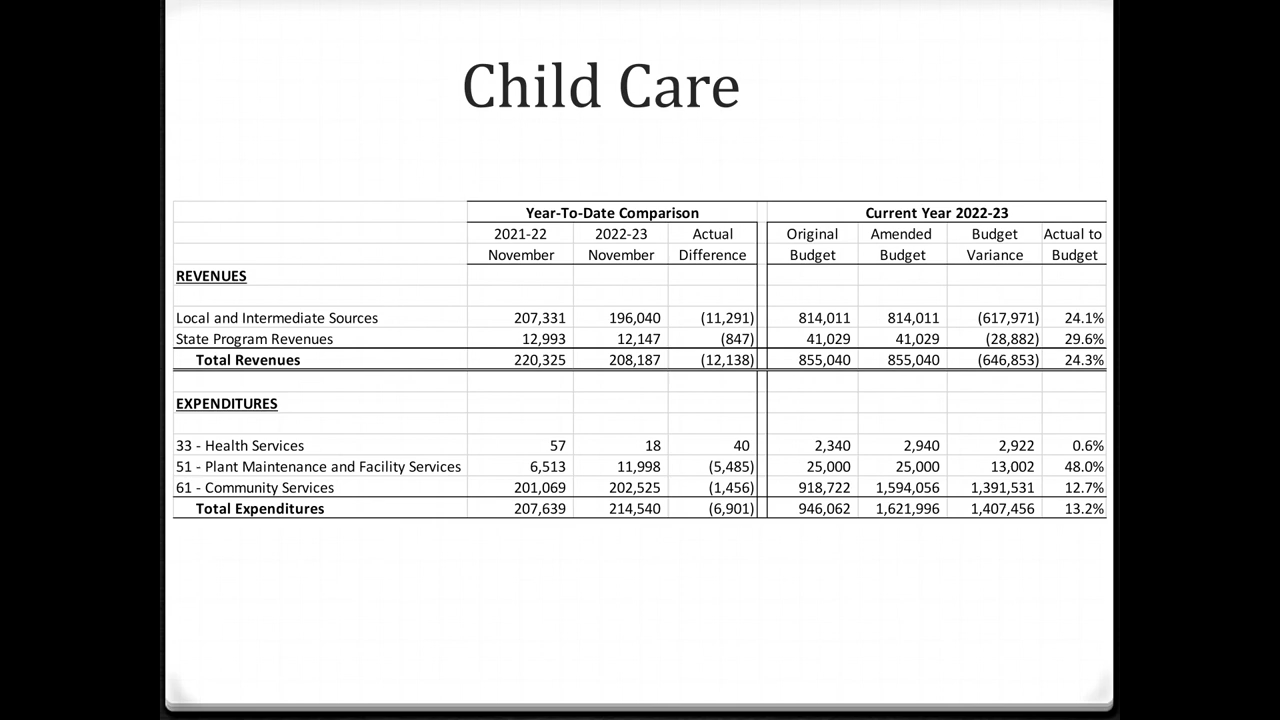 Child Care
Year-To-Date Comparison Current Year 2022-23
2021-22 2022-23 Actual Original Amended Budget Actual to
November November Difference Budget Budget Variance Budget
REVENUES
Local and Intermediate Sources 207,331 196,040 (11,291) 814,011 814,011 (617,971) 24.1%
State Program Revenues 12,993 12,147 (847) 41,029 41,029 (28,882) 29.6%
Total Revenues 220,325 208,187 (12,138) 855,040 855,040 (646,853) 24.3%
EXPENDITURES
33 - Health Services 57 18 40 2,340 2,940 2,922 0.6%
51 - Plant Maintenance and Facility Services 6,513 11,998 (5,485) 25,000 25,000 13,002 48.0%
61 - Community Services 201,069 202,525 (1,456) 918,722 1,594,056 1,391,531 12.7%
Total Expenditures 207,639 214,540 (6,901) 946,062 1,621,996 1,407,456 13.2%